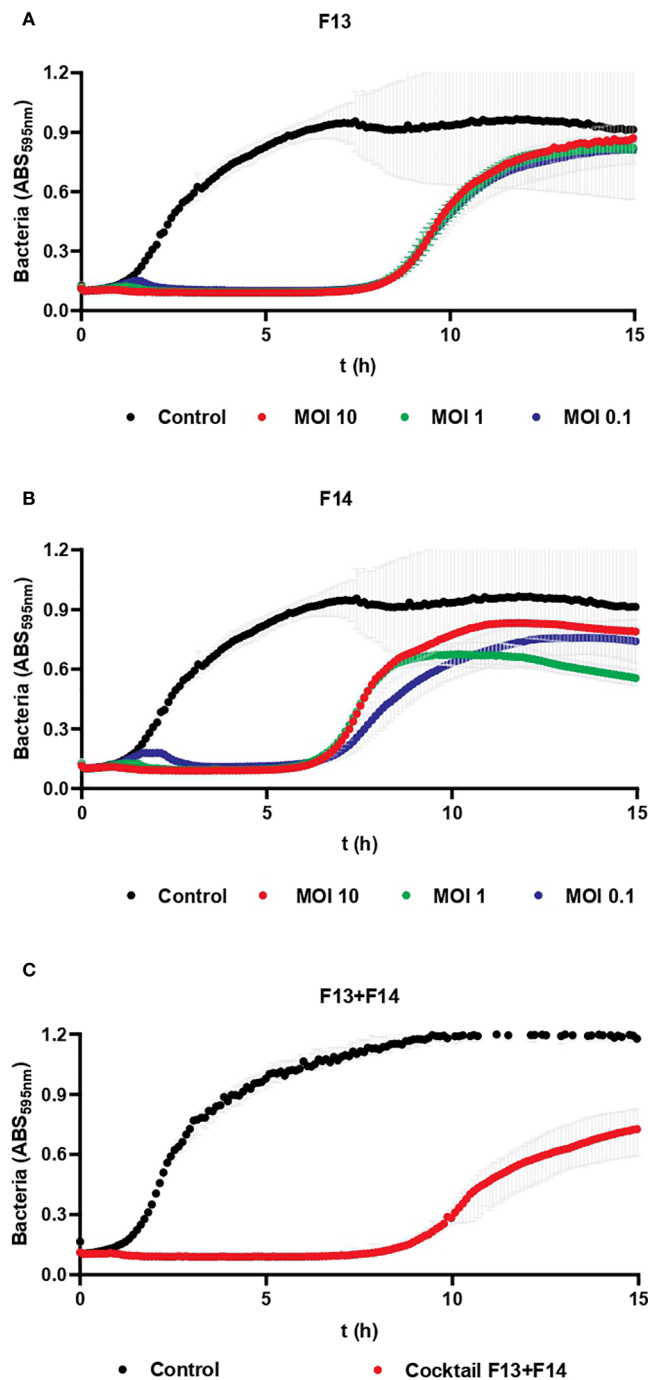 A
F13
Bacteria (ABS595nm)
1.2
0.9
0.6
0.3
0.0
0 5 10 15
t (h)
Control MOI 10 MOI 1 MOI 0.1
B
F14
Bacteria (ABS595nm)
1.2
0.9
0.6
0.3
0.0
0 5 10 15
t (h)
Control MOI 10 MOI 1 MOI 0.1
C
F13+F14
Bacteria (ABS595nm)
1.2
0.9
0.6
0.3
0.0
0 5 10 15
t (h)
Control Cocktail F13+F14